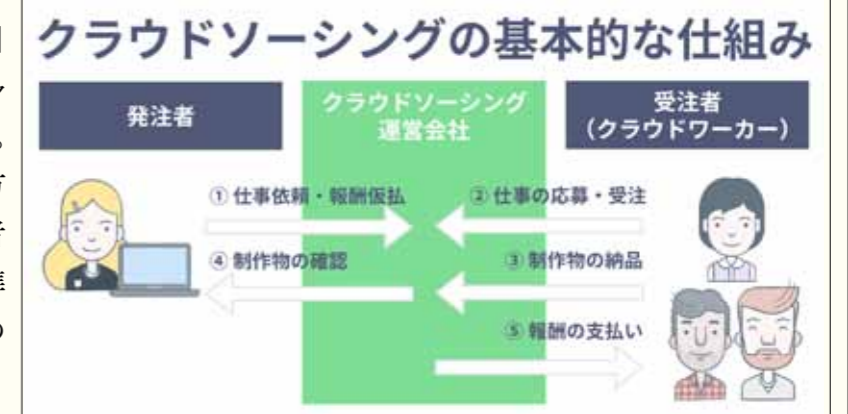 クラウドソーシングの基本的な仕組み
発注者
クラウドソーシング
運営会社
受注者
（クラウドワーカー）
① 仕事依頼・報酬仮払
② 仕事の応募・受注
④ 制作物の確認
③ 制作物の納品
⑤ 報酬の支払い